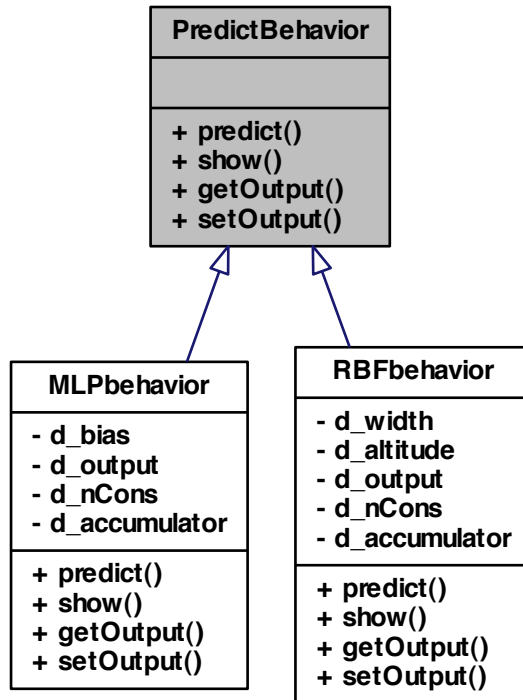 PredictBehavior
+ predict()
+ show()
+ getOutput()
+ setOutput()
MLPbehavior
- d_bias
- d_output
- d_nCons
- d_accumulator
+ predict()
+ show()
+ getOutput()
+ setOutput()
RBFbehavior
- d_width
- d_altitude
- d_output
- d_nCons
- d_accumulator
+ predict()
+ show()
+ getOutput()
+ setOutput()